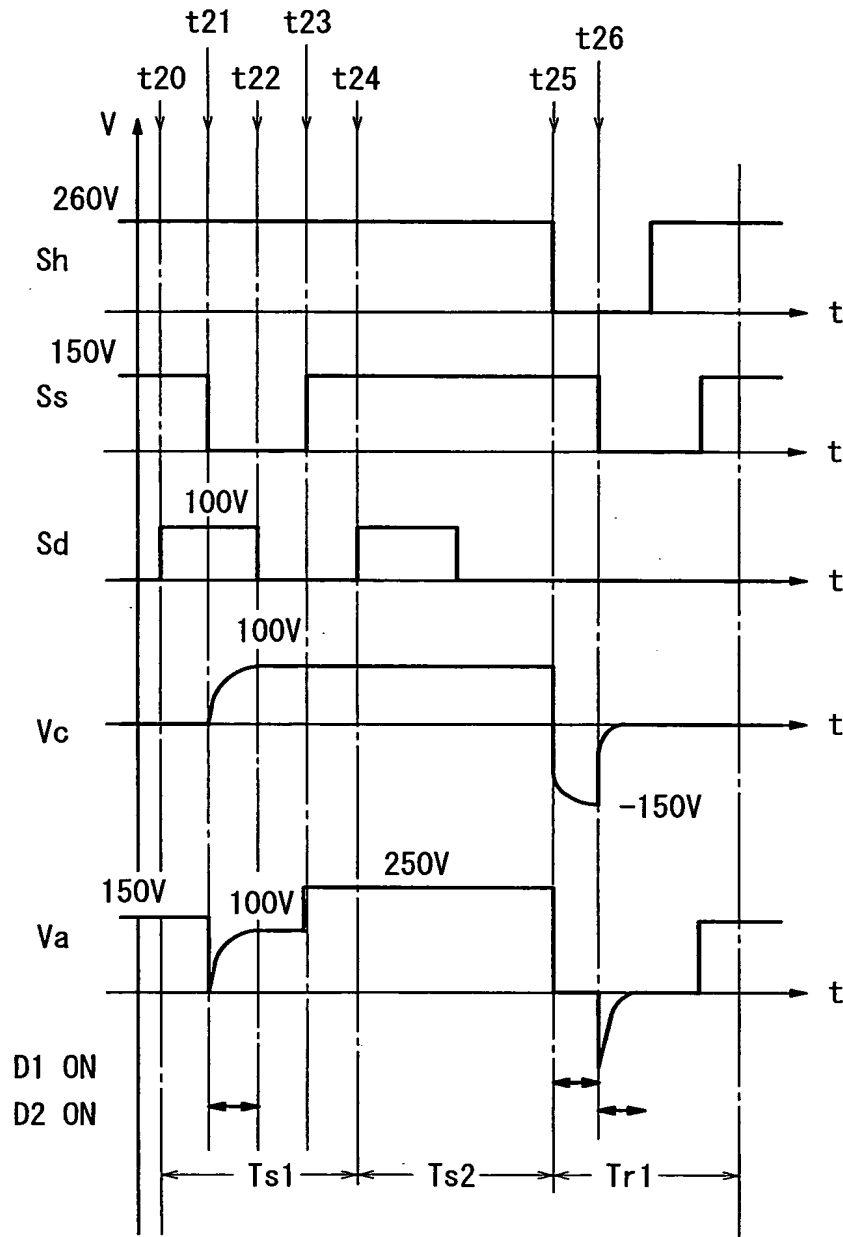 t21 t23
t26
t20 t22 t24 t25
V
260V
Sh
t
150V
Ss
t
100V
Sd
t
100V
Vc
t
-150V
250V
150V
100V
Va
t
D1 ON
D2 ON
Ts1 Ts2 Tr1